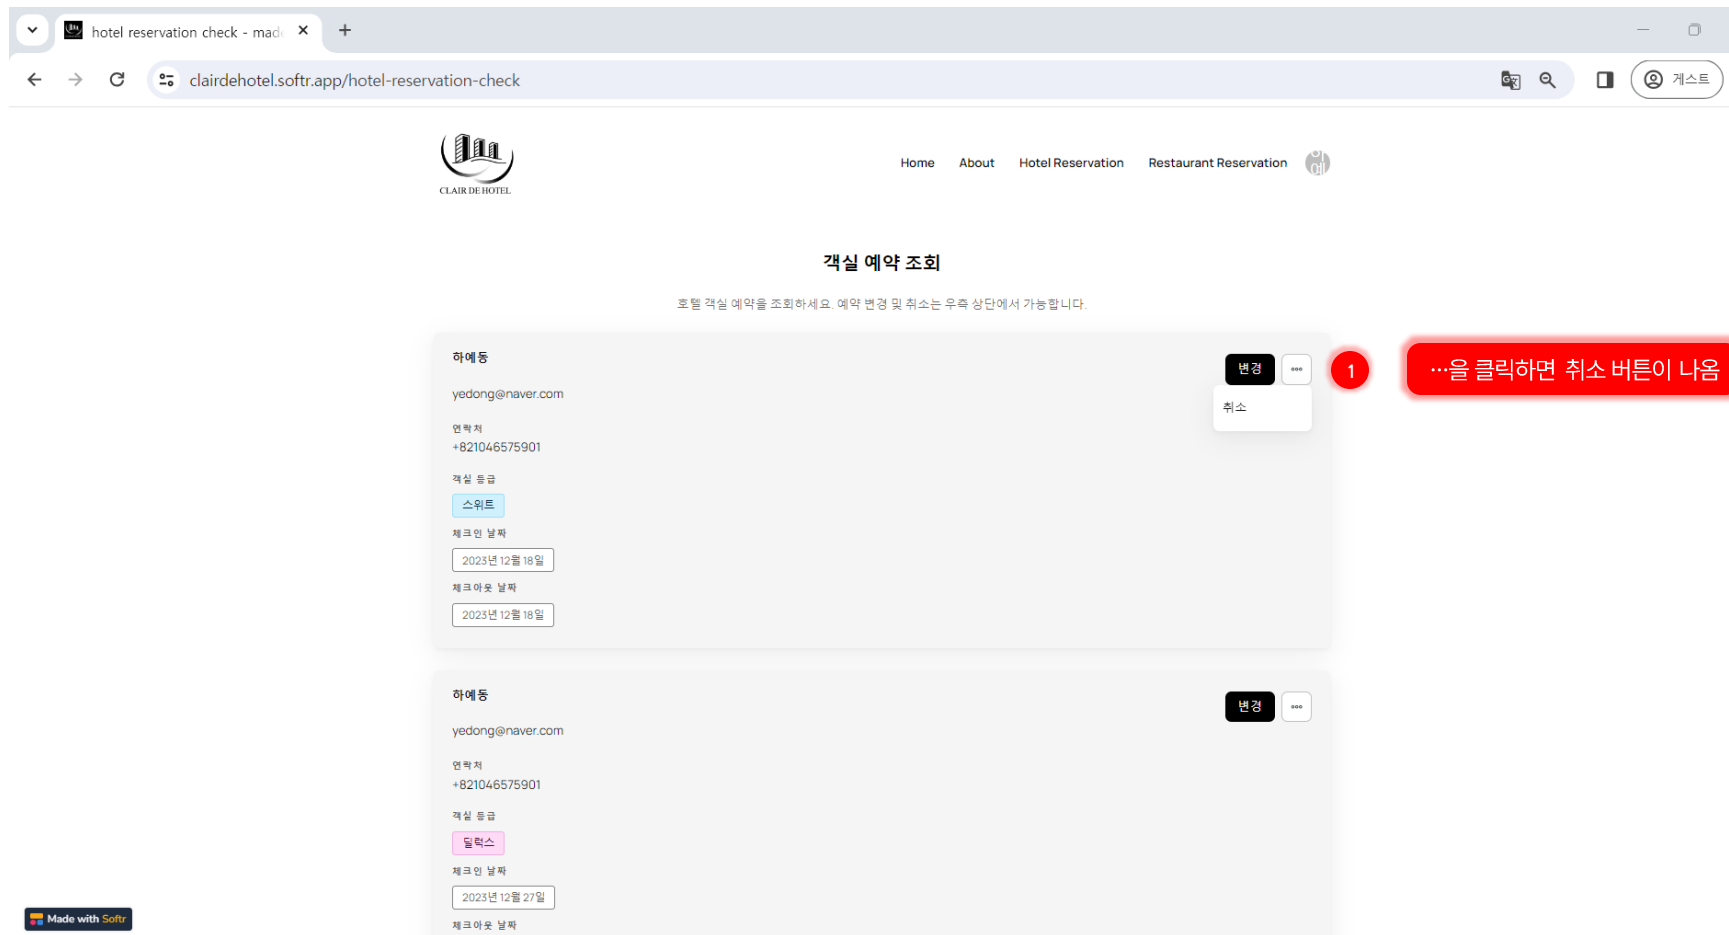 hotel reservation check - made
clairdehotel.softr.app/hotel-reservation-check
게스트
CLAIR DE HOTEL
Home About Hotel Reservation Restaurant Reservation 하예
객실 예약 조회
호텔 객실 예약을 조회하세요. 예약 변경 및 취소는 우측 상단에서 가능합니다.
하예동
변경
1
···을 클릭하면 취소 버튼이 나옴
취소
yedong@naver.com
연락처
+821046575901
객실 등급
스위트
체크인 날짜
2023년 12월 18일
체크아웃 날짜
2023년 12월 18일
하예동
변경
yedong@naver.com
연락처
+821046575901
객실 등급
딜럭스
체크인 날짜
2023년 12월 27일
체크아웃 날짜
Made with Softr